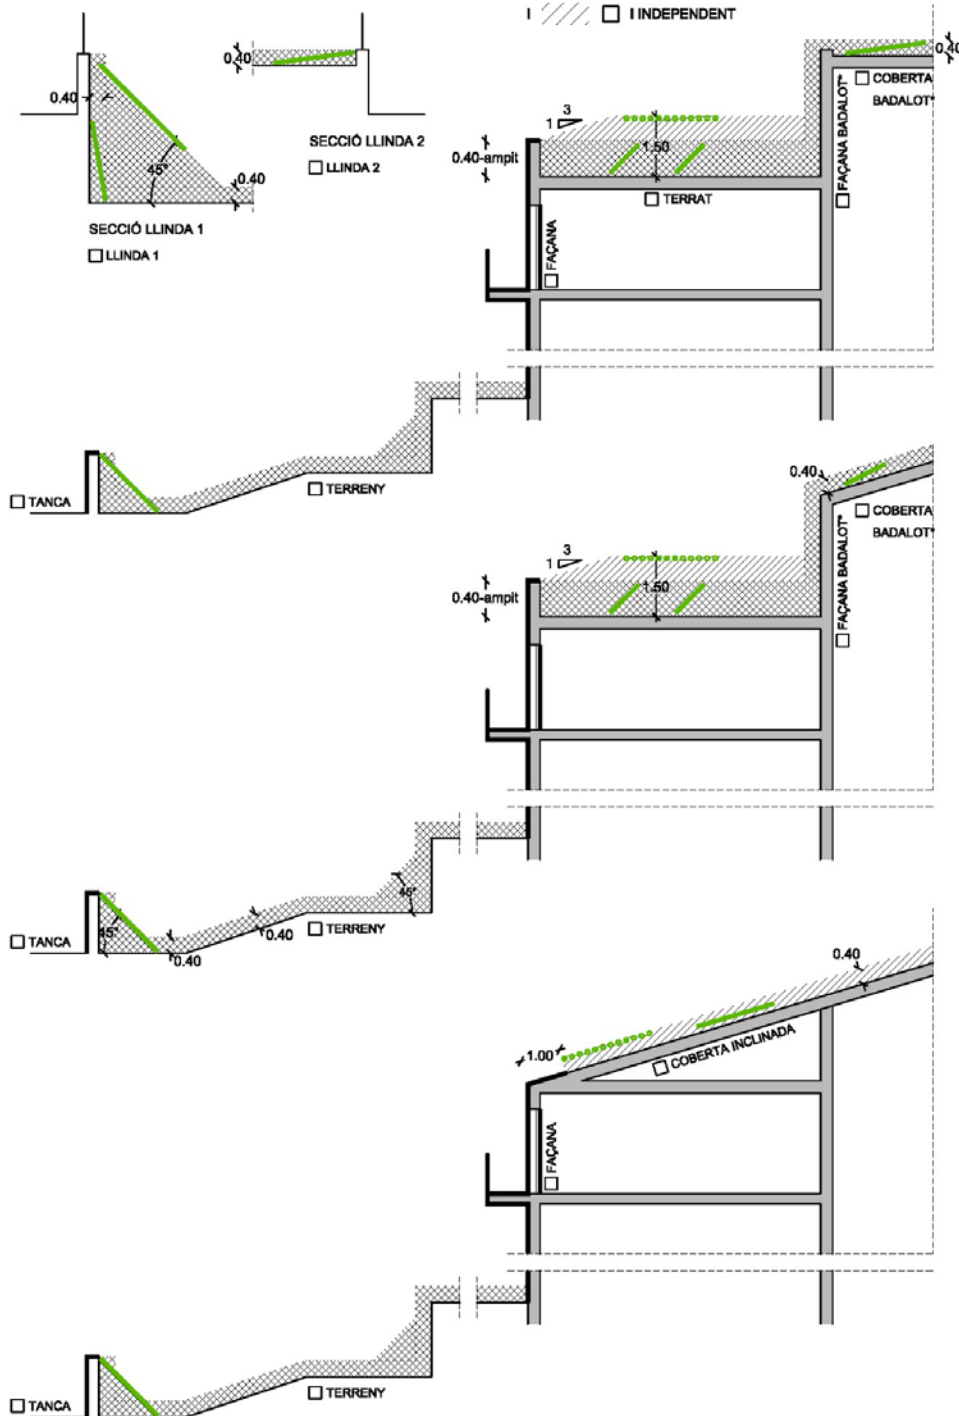 I I INDEPENDENT
0.40
45°
0.40
SECCIÓ LLINDA 1
LLINDA 1
0.40
SECCIÓ LLINDA 2
LLINDA 2
3
1
0.40-ampit
1.50
TERRAT
FAÇANA
FAÇANA BADALOT*
0.40
COBERTA
BADALOT*
TANCA
TERRENY
3
1
0.40-ampit
1.50
0.40
COBERTA
BADALOT*
FAÇANA BADALOT*
TANCA
45°
0.40
0.40
45°
TERRENY
1.00
0.40
COBERTA INCLINADA
FAÇANA
TANCA
TERRENY